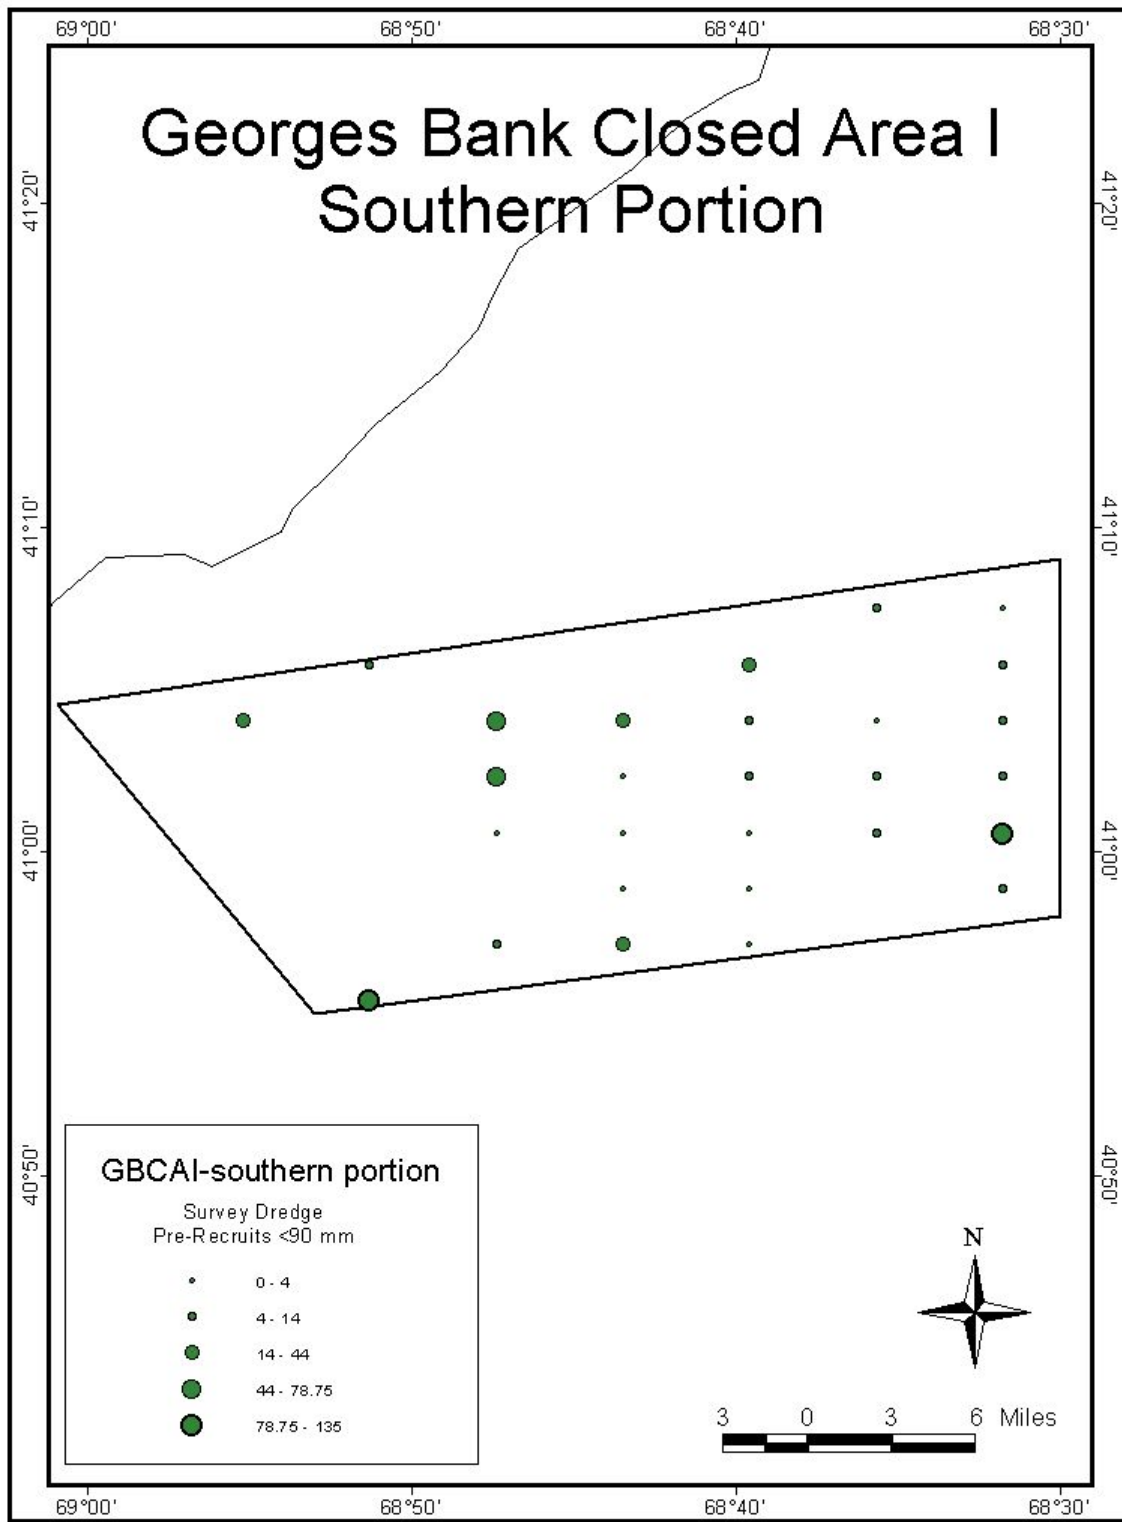 69°00' 68°50' 68°40' 68°30'
Georges Bank Closed Area I
Southern Portion
41°20' 41°20'
41°10' 41°10'
41°00' 41°00'
40°50' 40°50'
GBCAI-southern portion
Survey Dredge
Pre-Recruits <90 mm
0 - 4
4 - 14
14 - 44
44 - 78.75
78.75 - 135
N
3 0 3 6 Miles
69°00' 68°50' 68°40' 68°30'